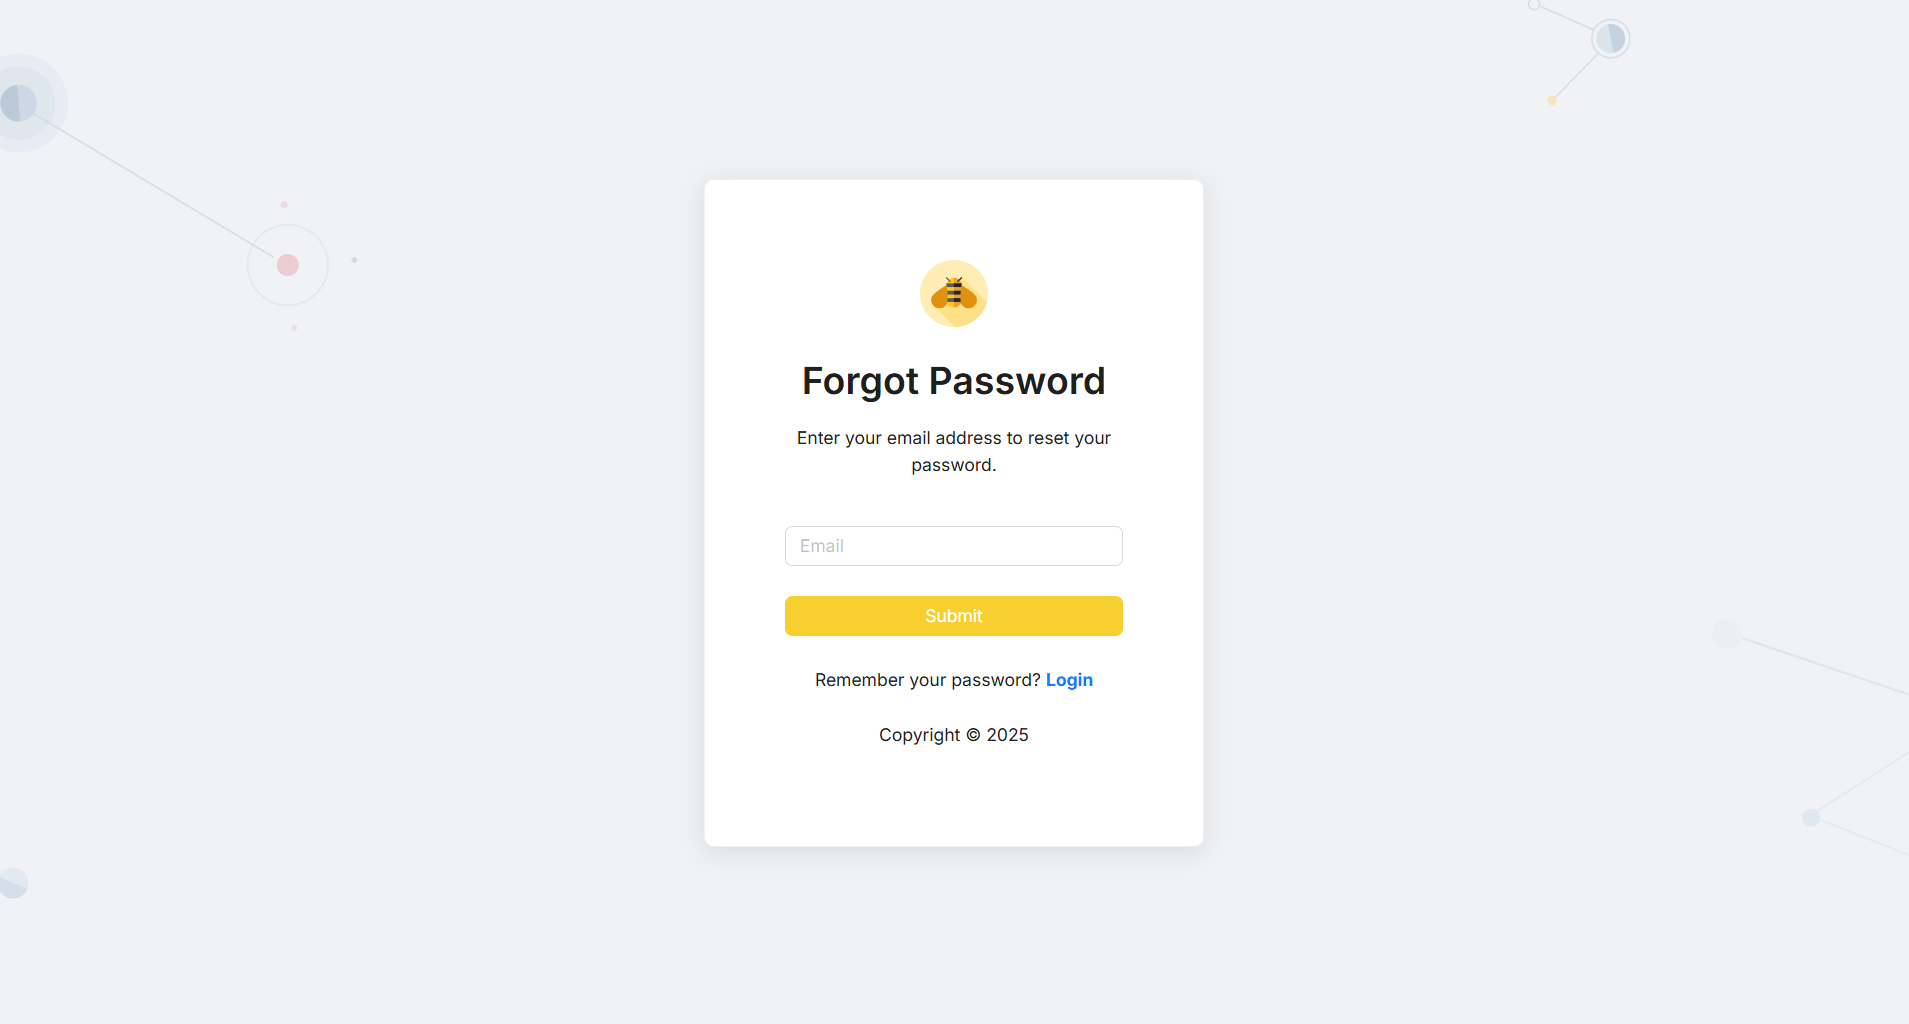 Forgot Password
Enter your email address to reset your
password.
Email
Submit
Remember your password? Login
Copyright © 2025